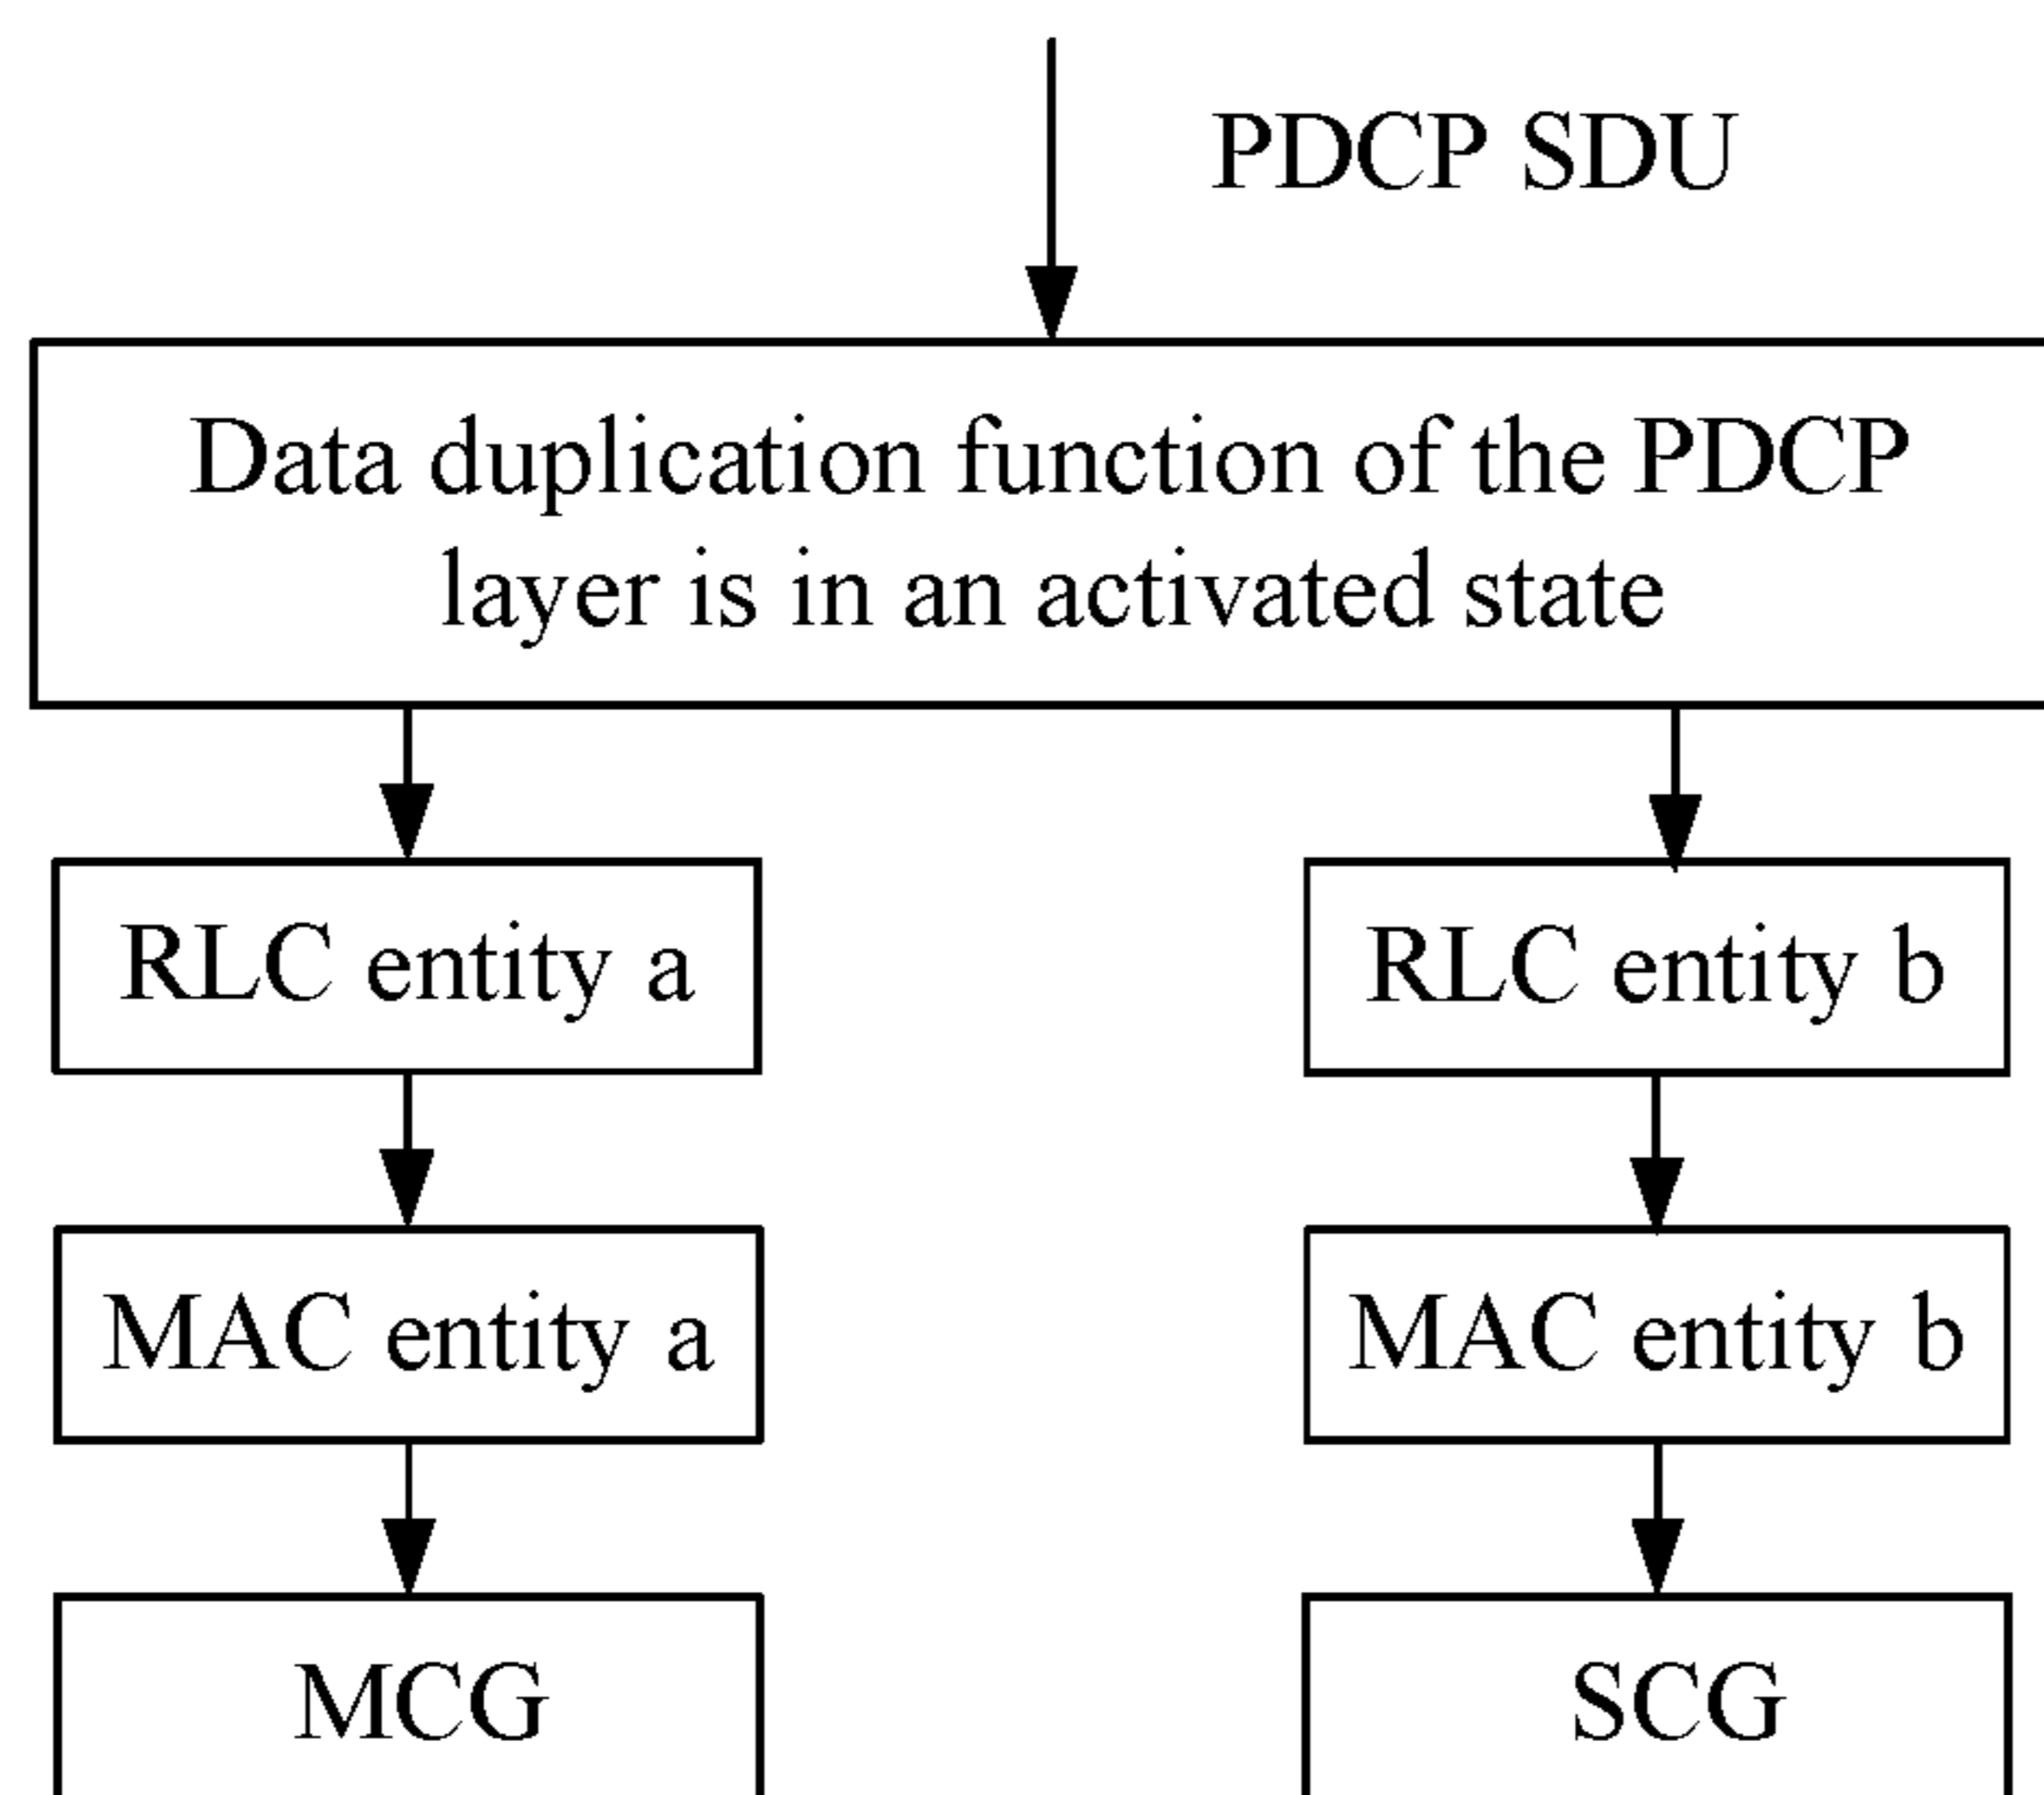 PDCP SDU
Data duplication function of the PDCP
layer is in an activated state
RLC entity a
RLC entity b
MAC entity a
MAC entity b
MCG
SCG